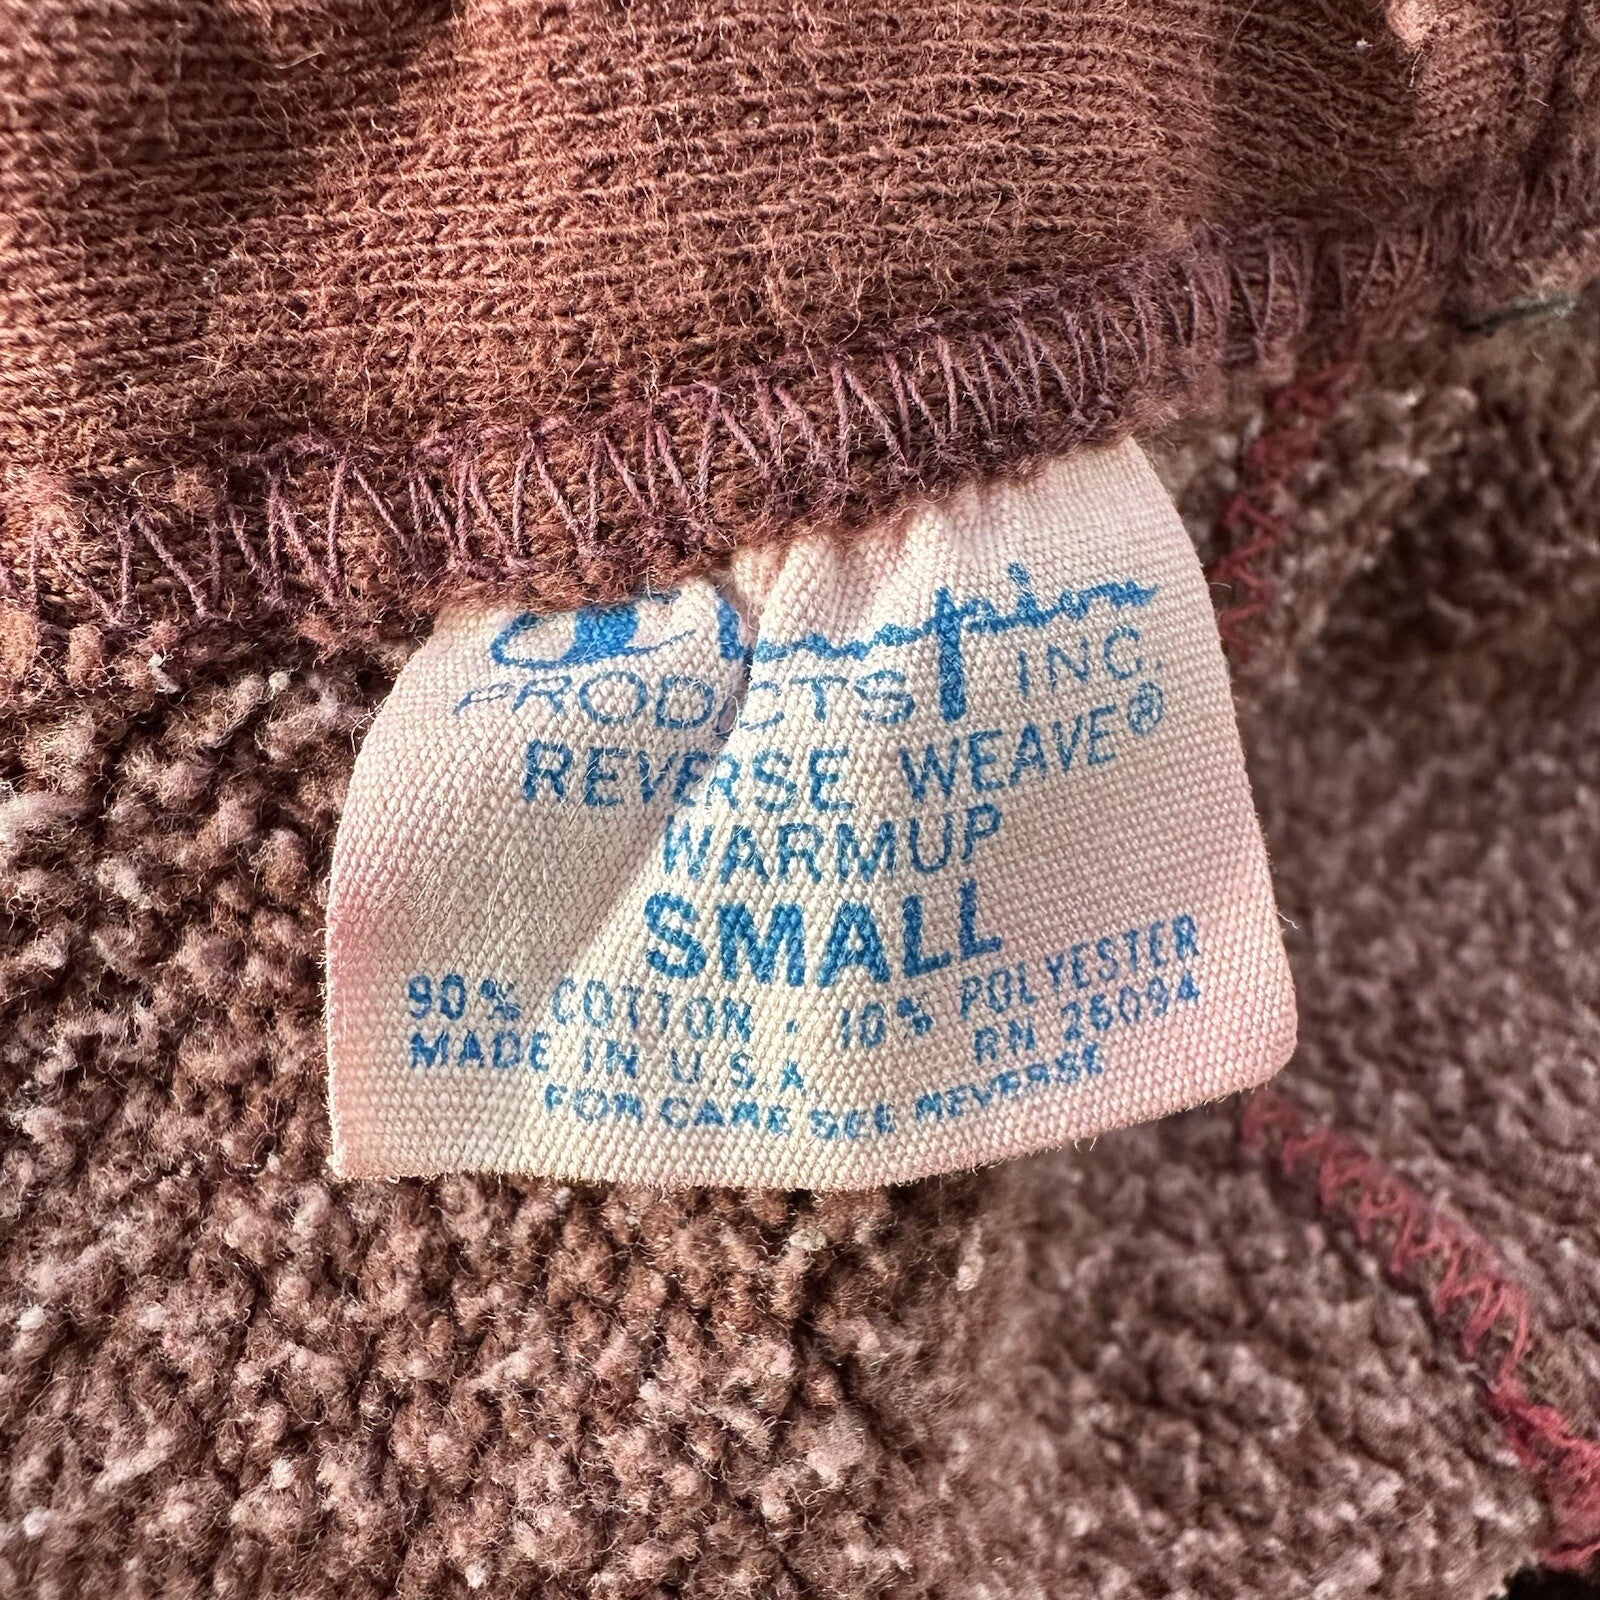 Champion
PRODUCTS INC.
REVERSE WEAVE®
WARMUP
SMALL
90% COTTON · 10% POLYESTER
MADE IN U.S.A. RN 26094
FOR CARE SEE REVERSE